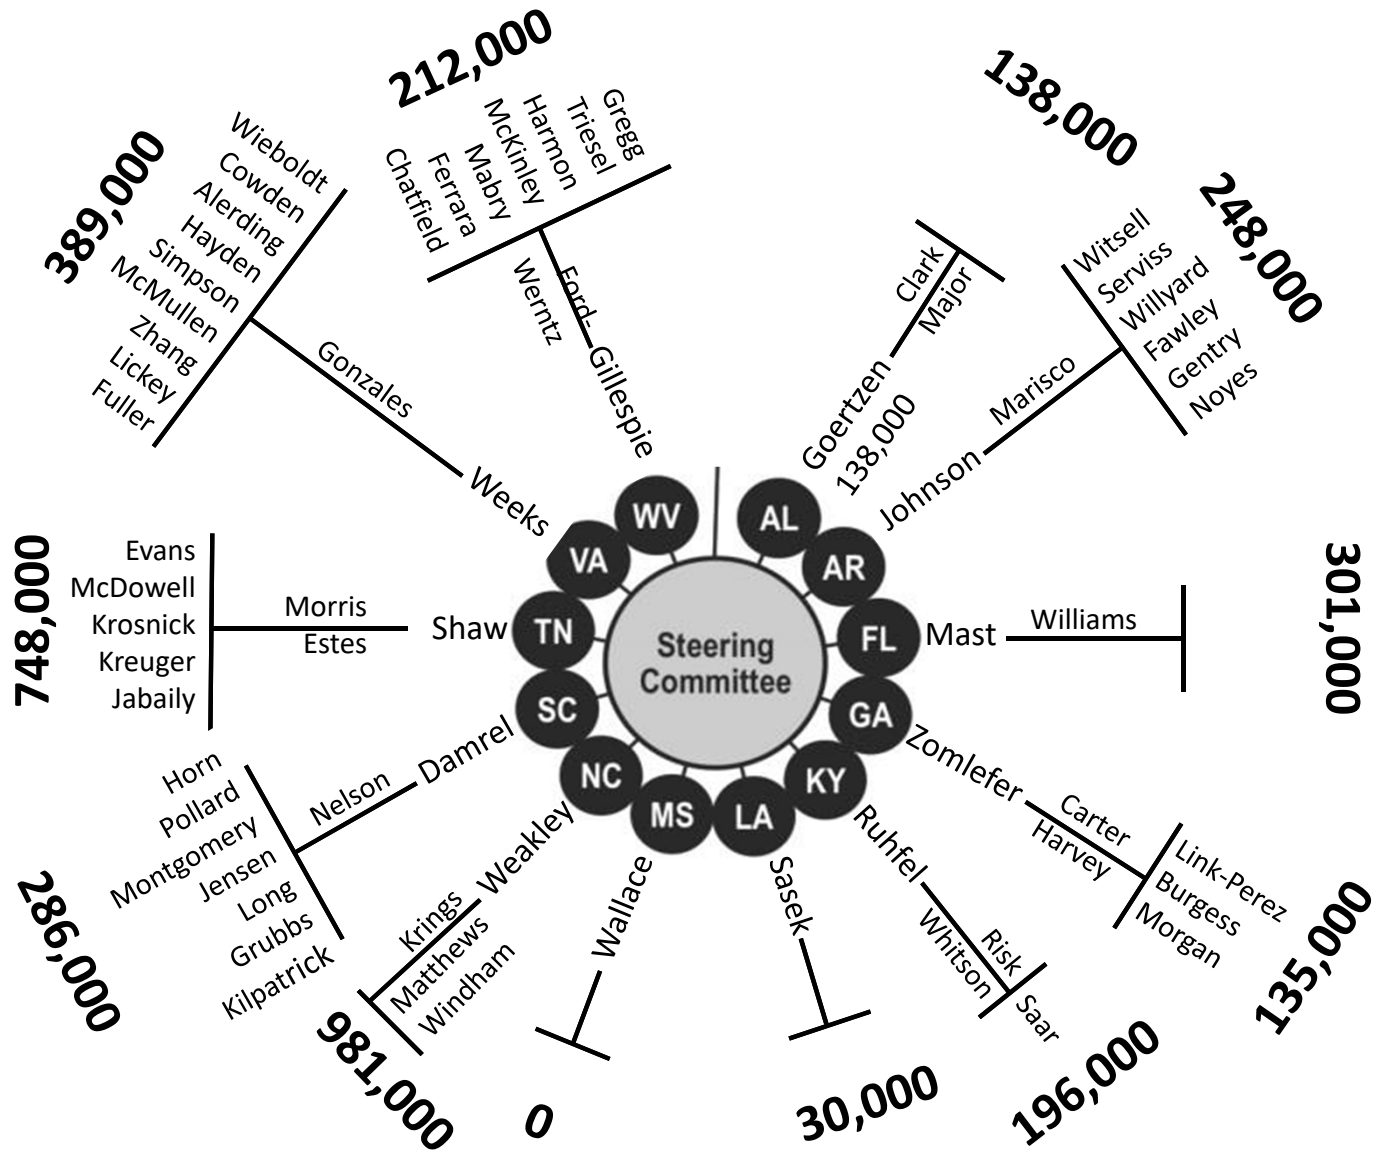 Steering
Committee
AL
Goertzen
138,000
Clark
Major
138,000
AR
Johnson
Marisco
Witsell
Serviss
Willyard
Fawley
Gentry
Noyes
248,000
FL
Mast
Williams
301,000
GA
Zomlefer
Carter
Harvey
Link-Perez
Burgess
Morgan
135,000
KY
Ruhfel
Risk
Whitson
Saar
196,000
LA
Sasek
30,000
MS
Wallace
0
NC
Weakley
Krings
Matthews
Windham
981,000
SC
Damrel
Nelson
Horn
Pollard
Montgomery
Jensen
Long
Grubbs
Kilpatrick
286,000
TN
Shaw
Morris
Estes
Evans
McDowell
Krosnick
Kreuger
Jabaily
748,000
VA
Weeks
Gonzales
Wieboldt
Cowden
Alerding
Hayden
Simpson
McMullen
Zhang
Lickey
Fuller
389,000
WV
Gillespie
Ford-
Werntz
Chatfield
Ferrara
Mabry
McKinley
Harmon
Triesel
Gregg
212,000